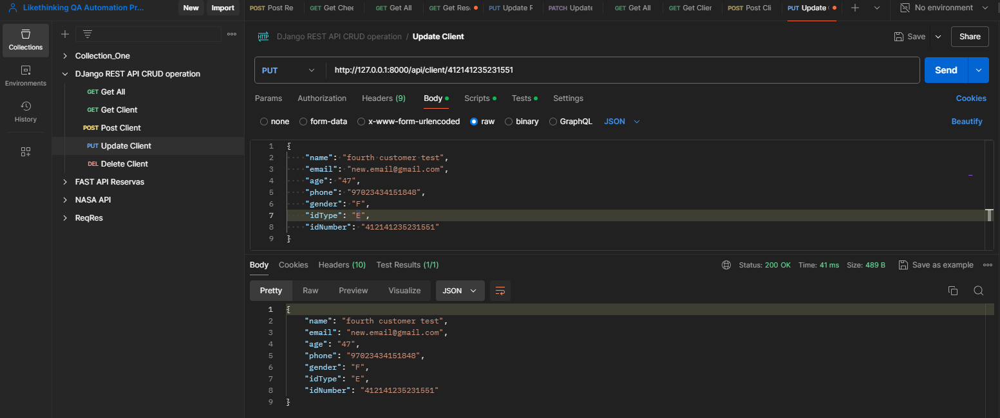 Likethinking QA Automation Pr...
New
Import
POST Post Re
GET Get Chee
GET Get All
GET Get Res
PUT Update F
PATCH Update
GET Get All
GET Get Clier
POST Post Cli
PUT Update
No environment
Collections
Environments
History
Collection_One
DJango REST API CRUD operation
GET Get All
GET Get Client
POST Post Client
PUT Update Client
DEL Delete Client
FAST API Reservas
NASA API
ReqRes
HTTP
DJango REST API CRUD operation / Update Client
Save
Share
PUT
http://127.0.0.1:8000/api/client/412141235231551
Send
Params
Authorization
Headers (9)
Body
Scripts
Tests
Settings
Cookies
none
form-data
x-www-form-urlencoded
raw
binary
GraphQL
JSON
Beautify
1 {
2 "name": "fourth customer test",
3 "email": "new.email@gmail.com",
4 "age": "47",
5 "phone": "97023434151848",
6 "gender": "F",
7 "idType": "E",
8 "idNumber": "412141235231551"
9 }
Body
Cookies
Headers (10)
Test Results (1/1)
Status: 200 OK
Time: 41 ms
Size: 489 B
Save as example
Pretty
Raw
Preview
Visualize
JSON
1 {
2 "name": "fourth customer test",
3 "email": "new.email@gmail.com",
4 "age": "47",
5 "phone": "97023434151848",
6 "gender": "F",
7 "idType": "E",
8 "idNumber": "412141235231551"
9 }